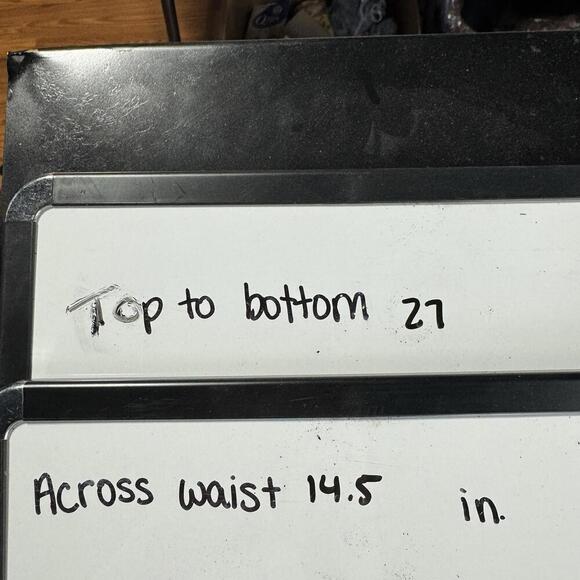 Top to bottom 27
Across waist 14.5 in.